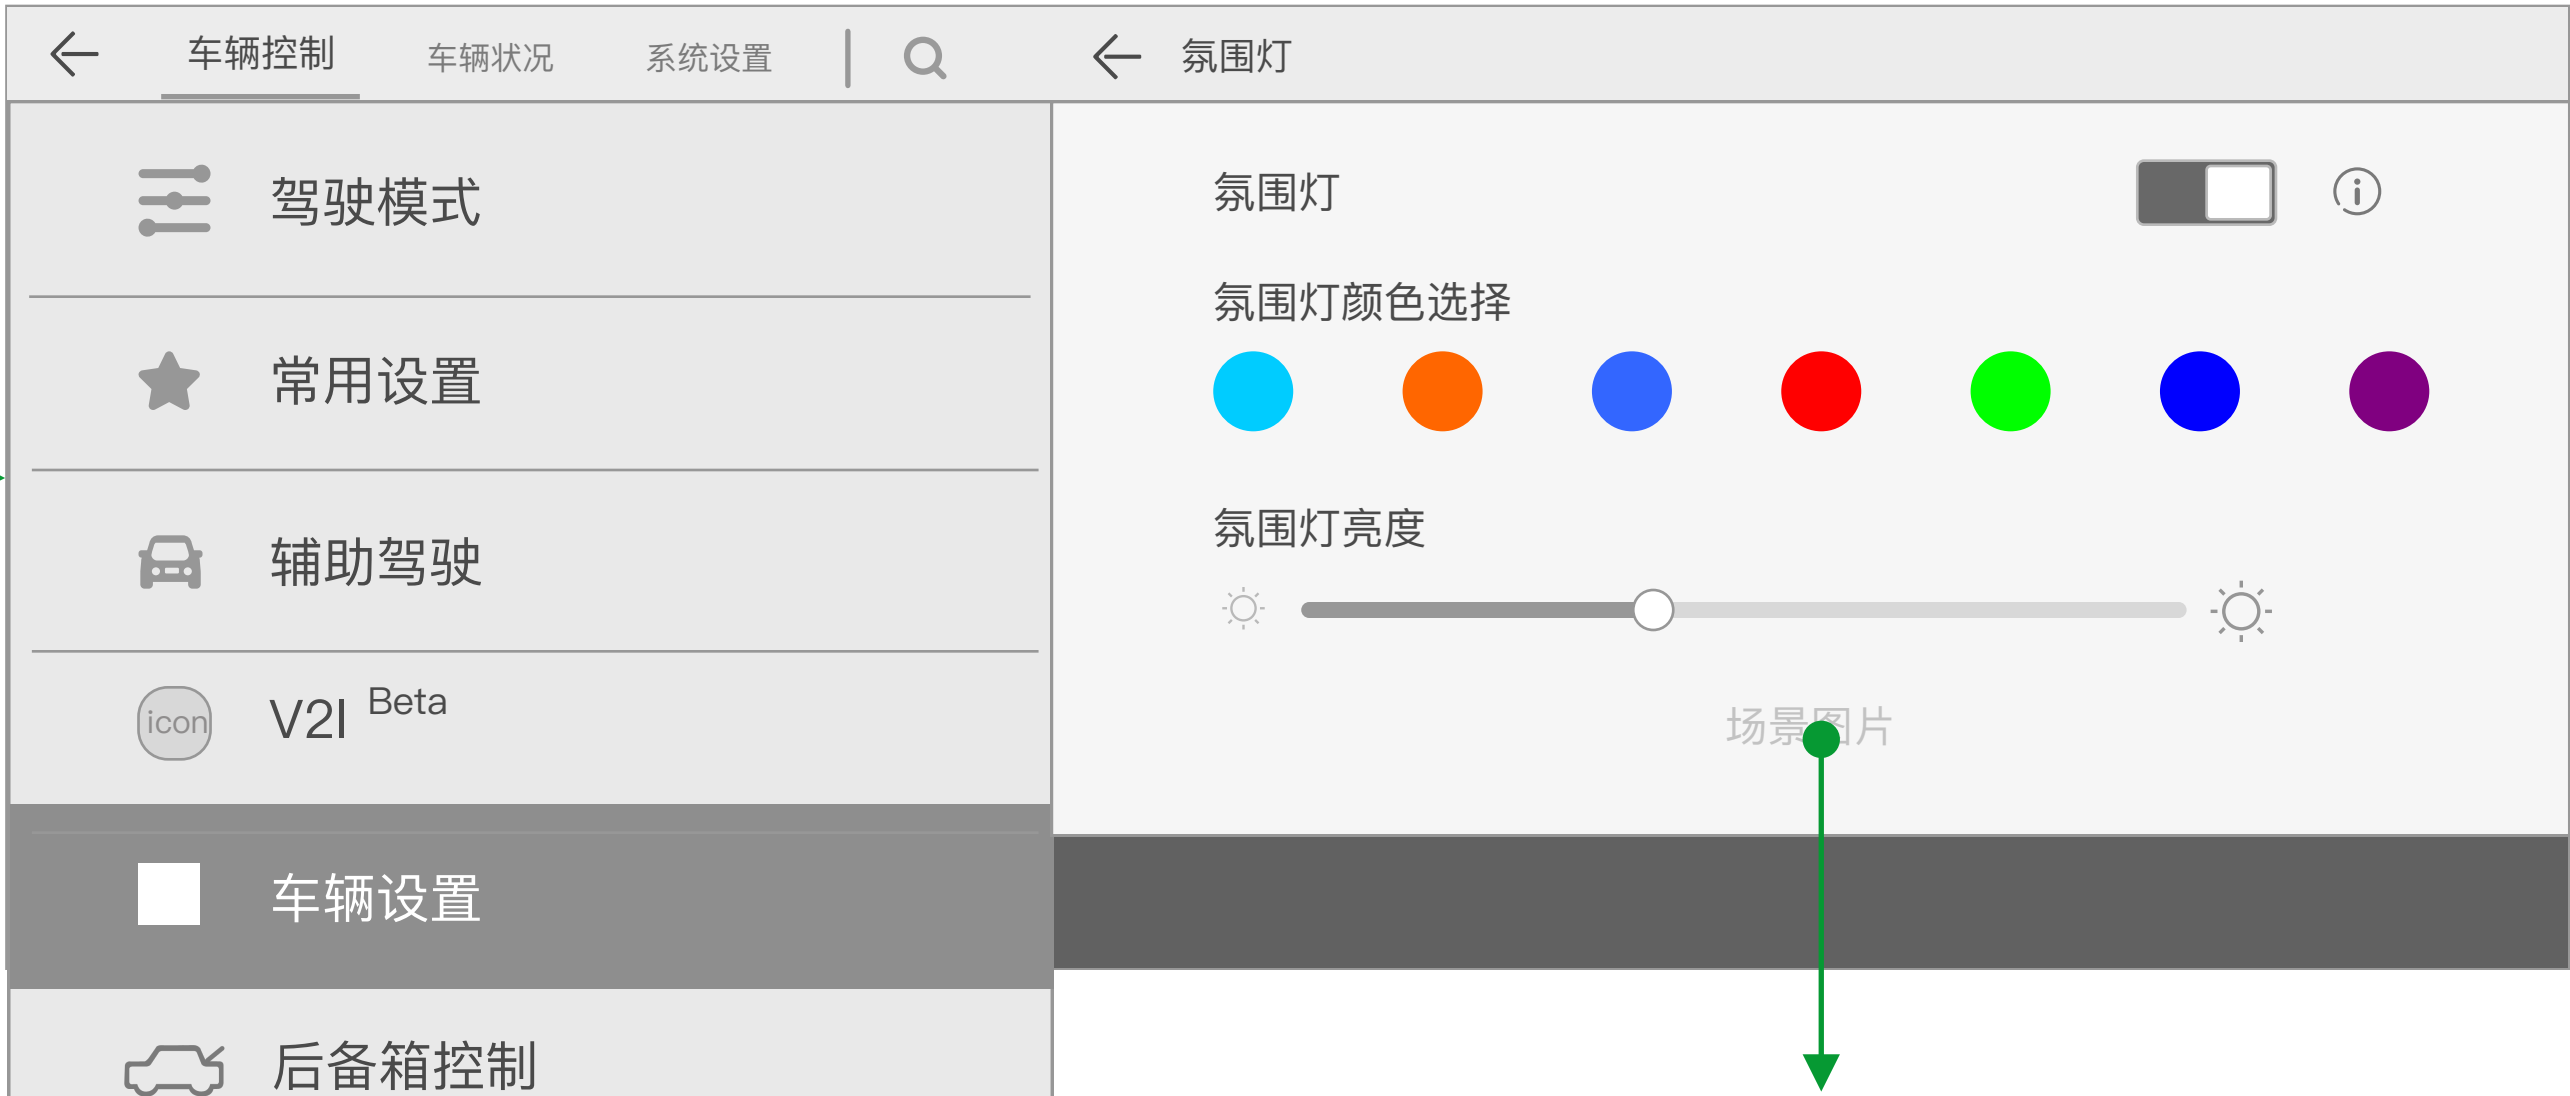 车辆控制 车辆状况 系统设置
驾驶模式
常用设置
辅助驾驶
icon V2I Beta
车辆设置
后备箱控制
氛围灯
氛围灯
氛围灯颜色选择
氛围灯亮度
场景图片